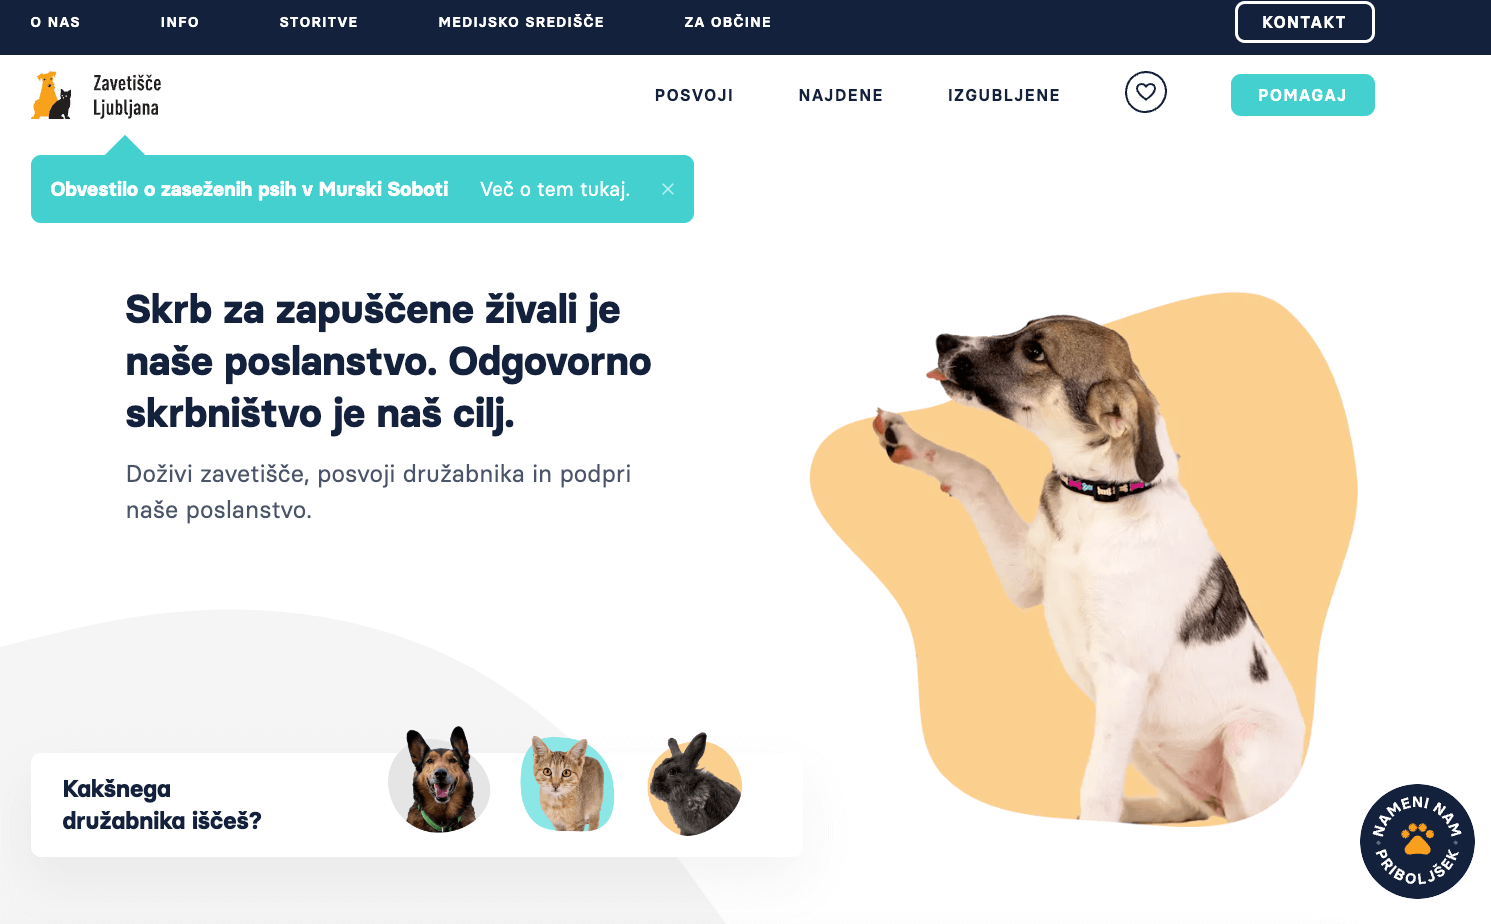 O NAS
INFO
STORITVE
MEDIJSKO SREDIŠČE
ZA OBČINE
KONTAKT
Zavetišče
Ljubljana
POSVOJI
NAJDENE
IZGUBLJENE
POMAGAJ
Obvestilo o zaseženih psih v Murski Soboti
Več o tem tukaj.
Skrb za zapuščene živali je
naše poslanstvo. Odgovorno
skrbništvo je naš cilj.
Doživi zavetišče, posvoji družabnika in podpri
naše poslanstvo.
Kakšnega
družabnika iščeš?
NAMENI NAM
PRIBOLJŠEK